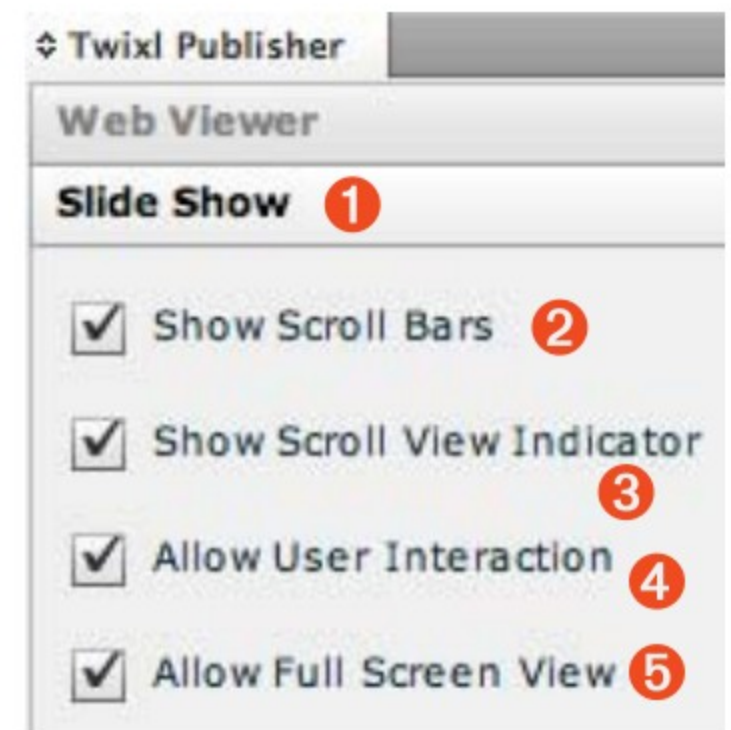 Twixl Publisher
Web Viewer
Slide Show 1
Show Scroll Bars 2
Show Scroll View Indicator
3
Allow User Interaction 4
Allow Full Screen View 5